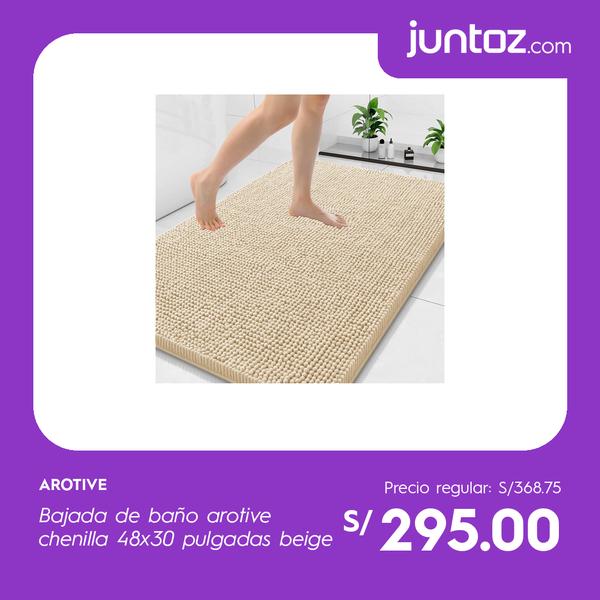 juntoz.com
AROTIVE
Bajada de baño arotive
chenilla 48x30 pulgadas beige
Precio regular: S/368.75
S/ 295.00